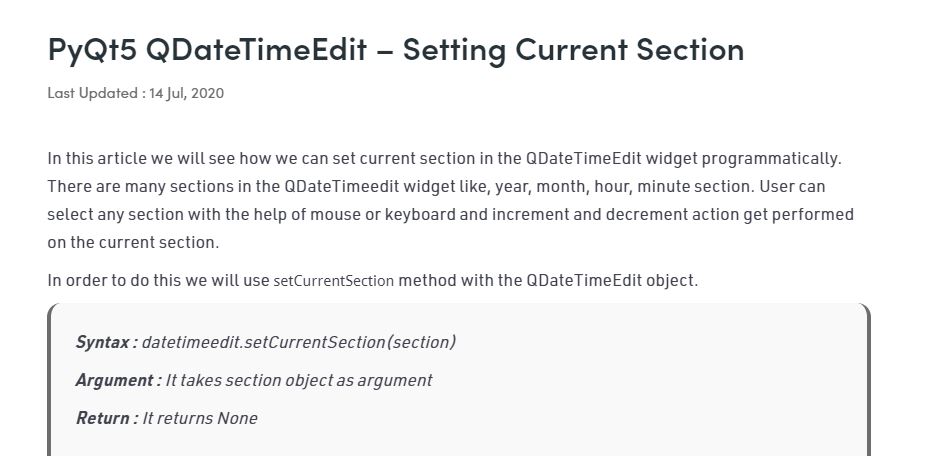 PyQt5 QDateTimeEdit – Setting Current Section
Last Updated : 14 Jul, 2020
In this article we will see how we can set current section in the QDateTimeEdit widget programmatically.
There are many sections in the QDateTimeedit widget like, year, month, hour, minute section. User can
select any section with the help of mouse or keyboard and increment and decrement action get performed
on the current section.
In order to do this we will use setCurrentSection method with the QDateTimeEdit object.
Syntax : datetimeedit.setCurrentSection(section)
Argument : It takes section object as argument
Return : It returns None